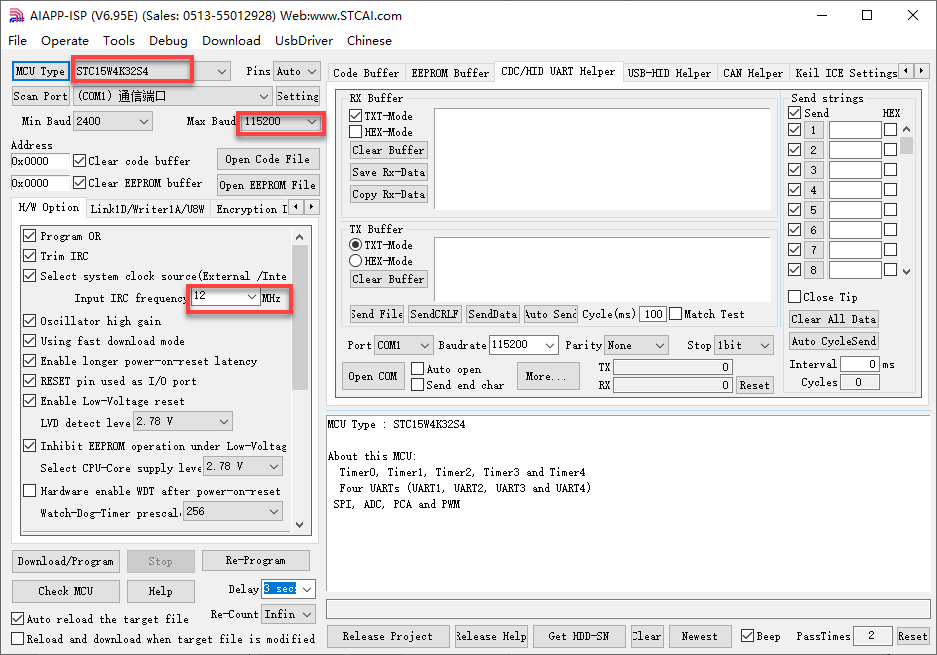 AIAPP-ISP (V6.95E) (Sales: 0513-55012928) Web:www.STCAI.com
File Operate Tools Debug Download UsbDriver Chinese
MCU Type STC15W4K32S4 Pins Auto
Scan Port (COM1) 通信端口 Setting
Min Baud 2400 Max Baud 115200
Address
0x0000 Clear code buffer Open Code File
0x0000 Clear EEPROM buffer Open EEPROM File
H/W Option Link1D/Writer1A/U8W Encryption I
Program OR
Trim IRC
Select system clock source(External /Inte
Input IRC frequency 12 MHz
Oscillator high gain
Using fast download mode
Enable longer power-on-reset latency
RESET pin used as I/O port
Enable Low-Voltage reset
LVD detect leve 2.78 V
Inhibit EEPROM operation under Low-Voltag
Select CPU-Core supply leve 2.78 V
Hardware enable WDT after power-on-reset
Watch-Dog-Timer prescal 256
Download/Program Stop Re-Program
Check MCU Help Delay 3 sec
Auto reload the target file Re-Count Infin
Reload and download when target file is modified
Code Buffer EEPROM Buffer CDC/HID UART Helper USB-HID Helper CAN Helper Keil ICE Settings
RX Buffer
TXT-Mode
HEX-Mode
Clear Buffer
Save Rx-Data
Copy Rx-Data
TX Buffer
TXT-Mode
HEX-Mode
Clear Buffer
Send File SendCRLF SendData Auto Send Cycle(ms) 100 Match Test
Port COM1 Baudrate 115200 Parity None Stop 1bit
Open COM Auto open More... TX 0
Send end char RX 0 Reset
Send strings
Send HEX
1
2
3
4
5
6
7
8
Close Tip
Clear All Data
Auto CycleSend
Interval 0 ms
Cycles 0
MCU Type : STC15W4K32S4
About this MCU:
Timer0, Timer1, Timer2, Timer3 and Timer4
Four UARTs (UART1, UART2, UART3 and UART4)
SPI, ADC, PCA and PWM
Release Project Release Help Get HDD-SN Clear Newest Beep PassTimes 2 Reset